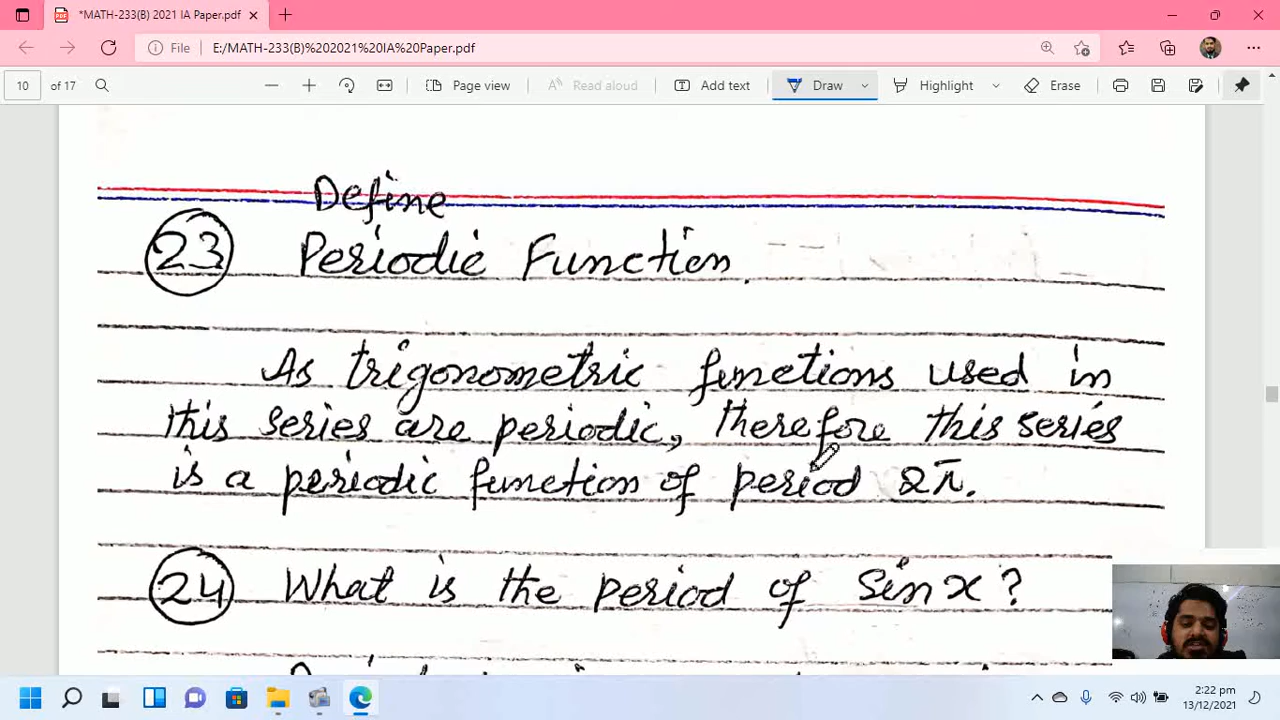 *MATH-233(B) 2021 IA Paper.pdf
File E:/MATH-233(B)%202021%20IA%20Paper.pdf
10 of 17 Page view Read aloud Add text Draw Highlight Erase
Define
23 Periodic Function.
As trigonometric functions used in
this series are periodic, therefore this series
is a periodic function of period 2π.
24 What is the period of Sin x?
2:22 pm
13/12/2021